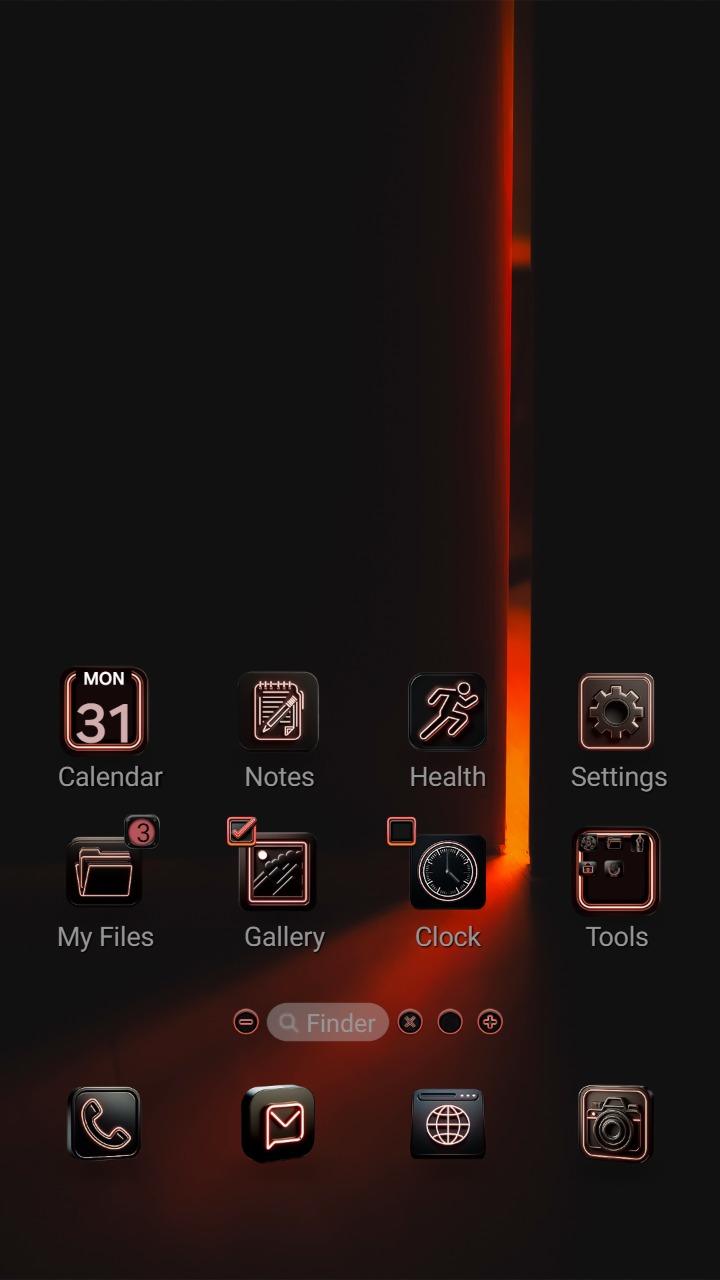 MON
31
Calendar
Notes
Health
Settings
3
My Files
Gallery
Clock
Tools
Finder